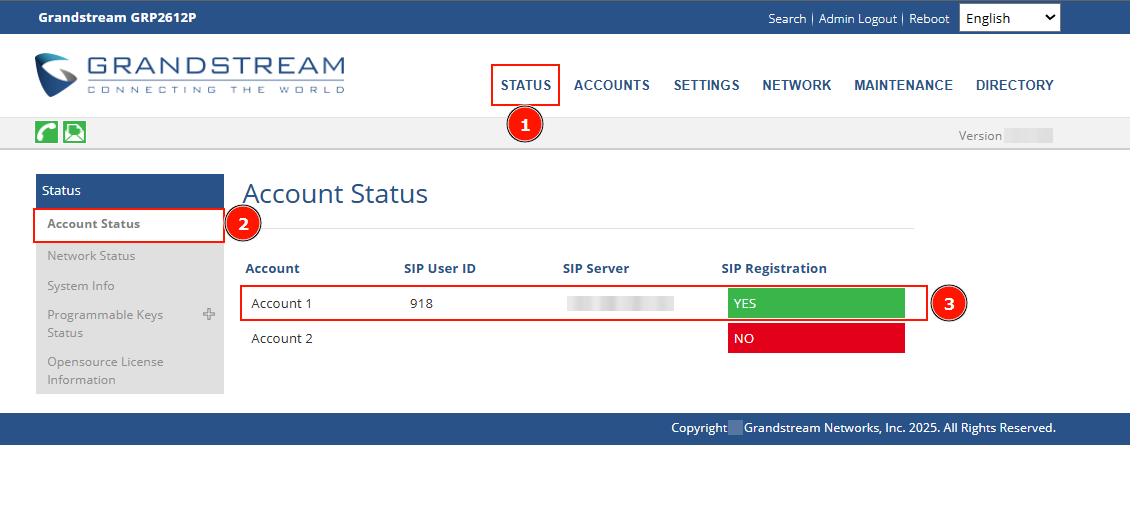 Grandstream GRP2612P
Search | Admin Logout | Reboot English
GRANDSTREAM
CONNECTING THE WORLD
STATUS ACCOUNTS SETTINGS NETWORK MAINTENANCE DIRECTORY
1
Version
Status
Account Status
2
Network Status
System Info
Programmable Keys
Status
Opensource License
Information
Account Status
Account SIP User ID SIP Server SIP Registration
Account 1 918 YES
3
Account 2 NO
Copyright Grandstream Networks, Inc. 2025. All Rights Reserved.